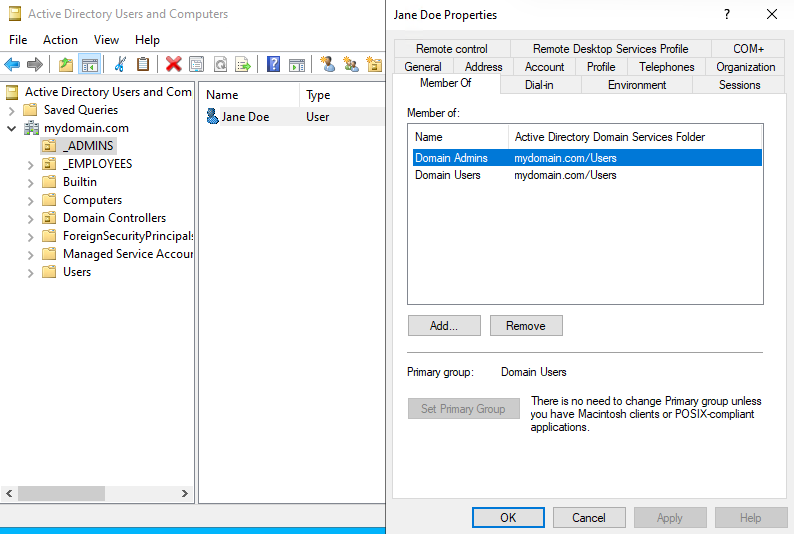 Active Directory Users and Computers
File Action View Help
Active Directory Users and Com
Saved Queries
mydomain.com
_ADMINS
_EMPLOYEES
Builtin
Computers
Domain Controllers
ForeignSecurityPrincipals
Managed Service Accour
Users
Name Type
Jane Doe User
Jane Doe Properties
?
Remote control Remote Desktop Services Profile COM+
General Address Account Profile Telephones Organization
Member Of Dial-in Environment Sessions
Member of:
Name Active Directory Domain Services Folder
Domain Admins mydomain.com/Users
Domain Users mydomain.com/Users
Add... Remove
Primary group: Domain Users
Set Primary Group
There is no need to change Primary group unless
you have Macintosh clients or POSIX-compliant
applications.
OK Cancel Apply Help